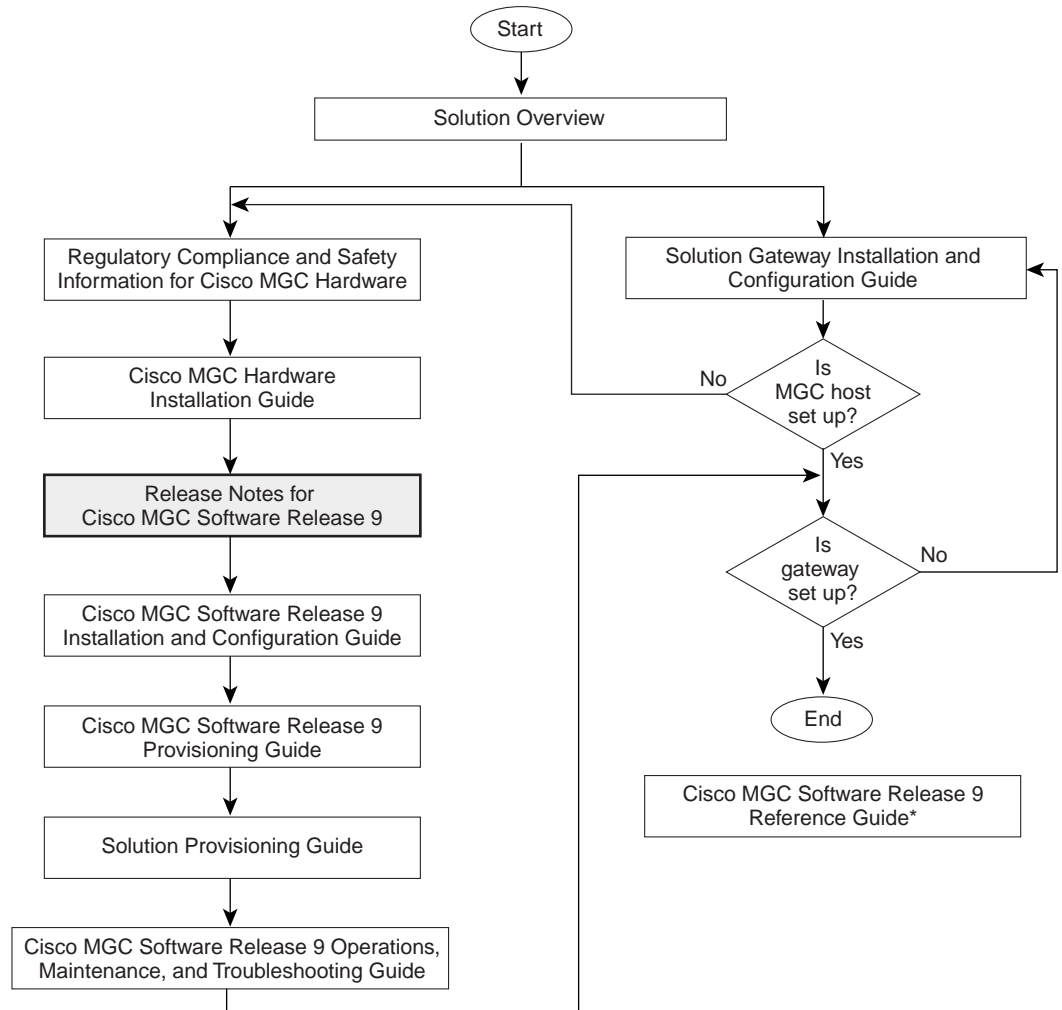 Start
Solution Overview
Regulatory Compliance and Safety
Information for Cisco MGC Hardware
Cisco MGC Hardware
Installation Guide
Release Notes for
Cisco MGC Software Release 9
Cisco MGC Software Release 9
Installation and Configuration Guide
Cisco MGC Software Release 9
Provisioning Guide
Solution Provisioning Guide
Cisco MGC Software Release 9 Operations,
Maintenance, and Troubleshooting Guide
Solution Gateway Installation and
Configuration Guide
Is
MGC host
set up?
No
Yes
Is
gateway
set up?
No
Yes
End
Cisco MGC Software Release 9
Reference Guide*